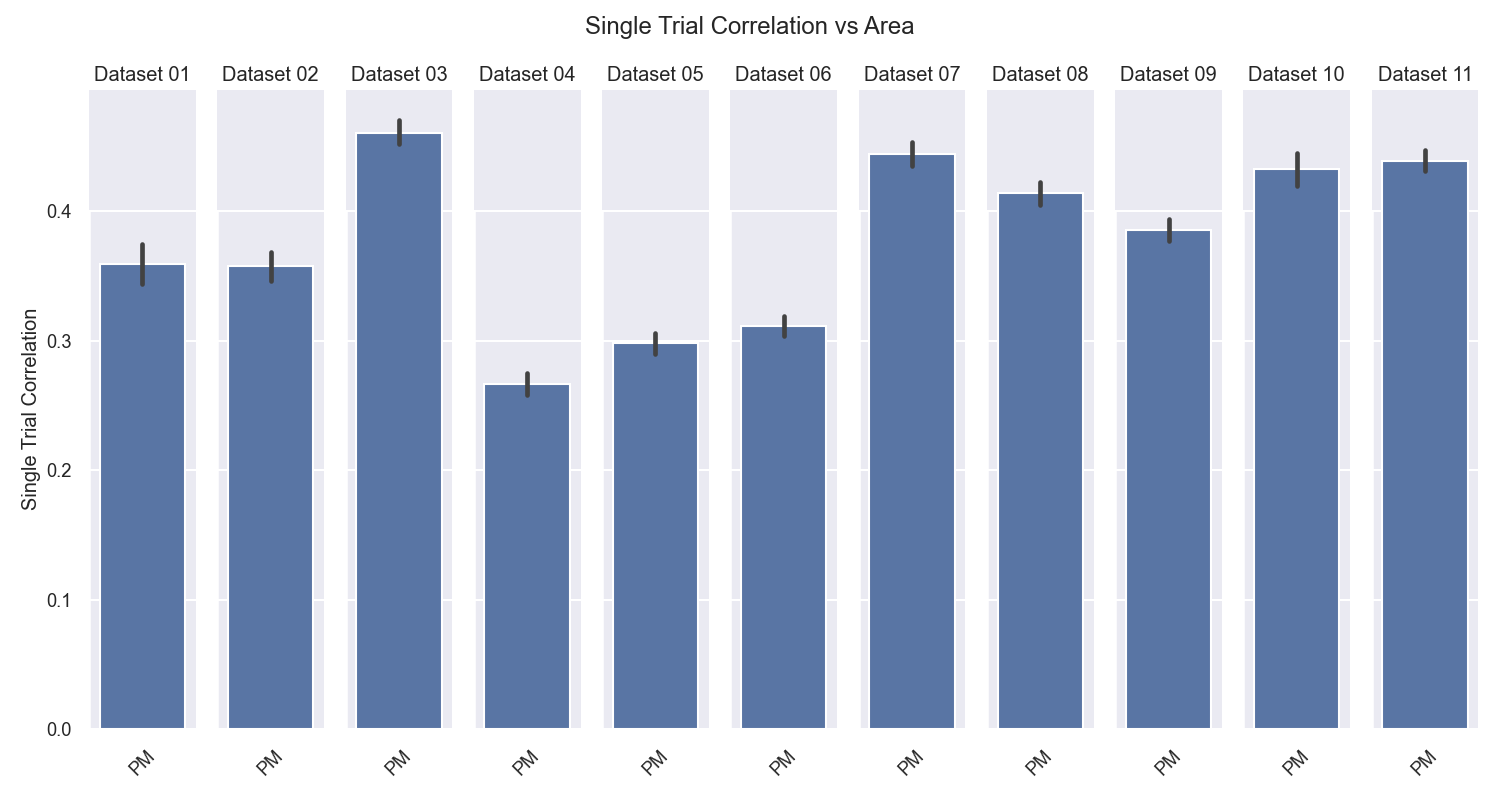 Single Trial Correlation vs Area
Dataset 01
Dataset 02
Dataset 03
Dataset 04
Dataset 05
Dataset 06
Dataset 07
Dataset 08
Dataset 09
Dataset 10
Dataset 11
Single Trial Correlation
0.4
0.3
0.2
0.1
0.0
PM
PM
PM
PM
PM
PM
PM
PM
PM
PM
PM